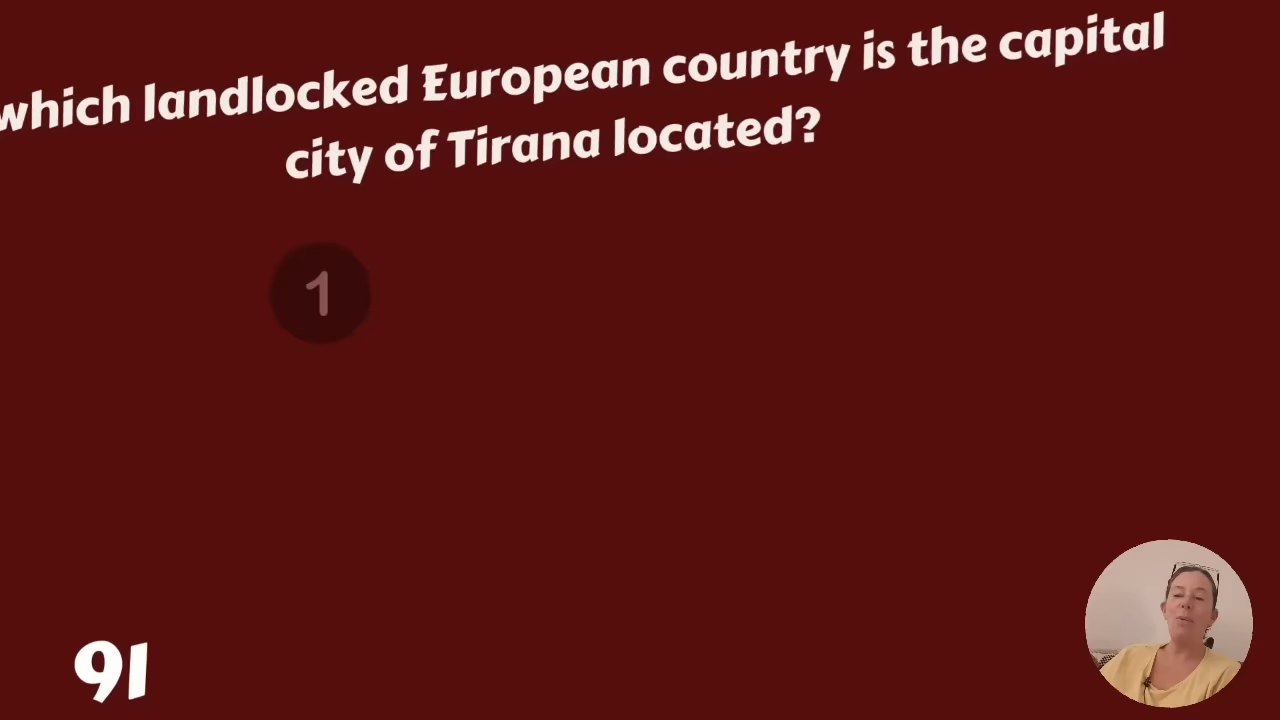 which landlocked European country is the capital
city of Tirana located?
1
91